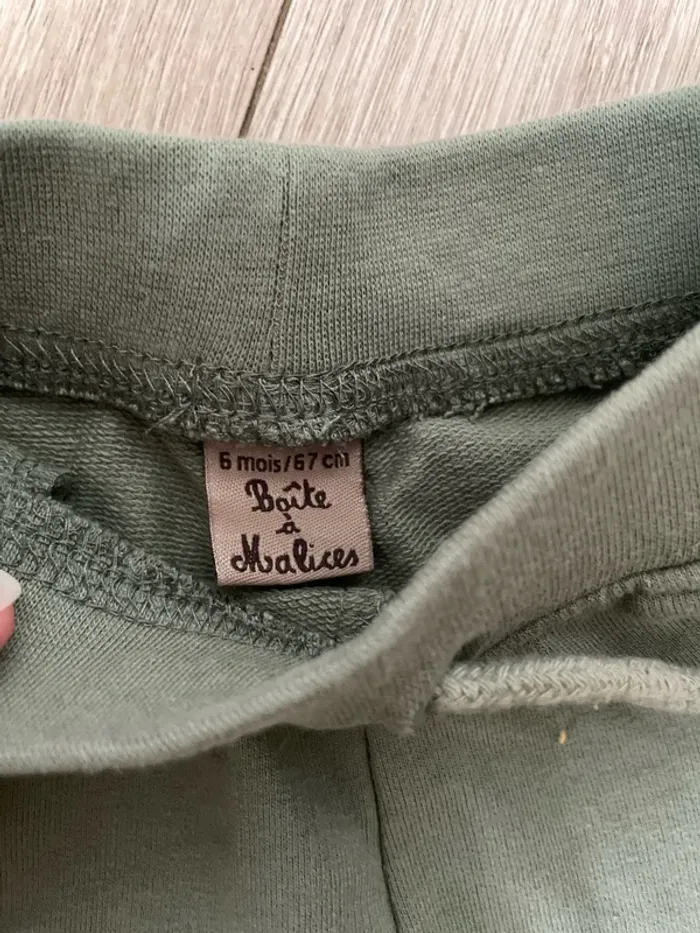 6 mois/67 cm
Boîte
à
Malices